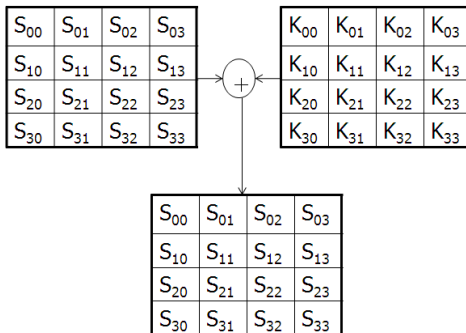 S00 S01 S02 S03
S10 S11 S12 S13
S20 S21 S22 S23
S30 S31 S32 S33
+
K00 K01 K02 K03
K10 K11 K12 K13
K20 K21 K22 K23
K30 K31 K32 K33
S00 S01 S02 S03
S10 S11 S12 S13
S20 S21 S22 S23
S30 S31 S32 S33